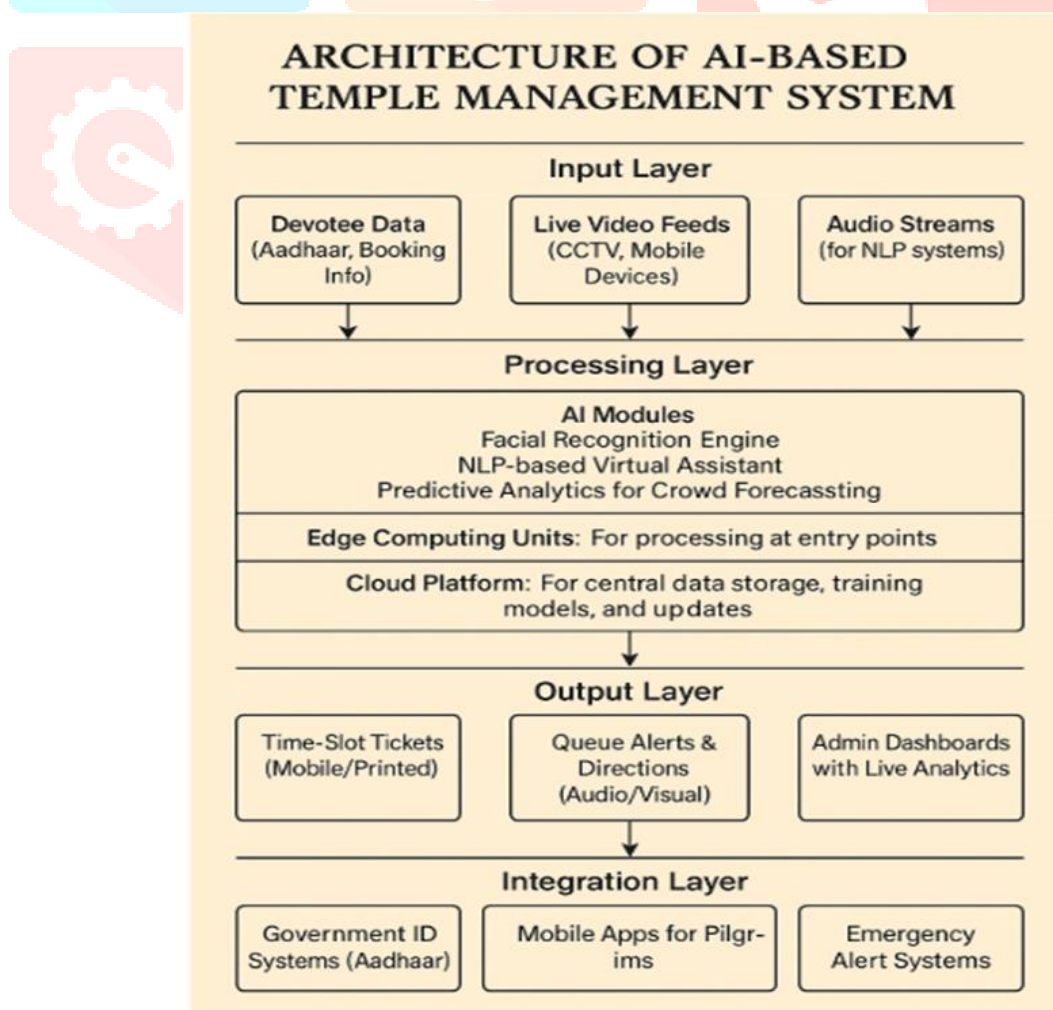 ARCHITECTURE OF AI-BASED
TEMPLE MANAGEMENT SYSTEM
Input Layer
Devotee Data
(Aadhaar, Booking
Info)
Live Video Feeds
(CCTV, Mobile
Devices)
Audio Streams
(for NLP systems)
Processing Layer
AI Modules
Facial Recognition Engine
NLP-based Virtual Assistant
Predictive Analytics for Crowd Forecassting
Edge Computing Units: For processing at entry points
Cloud Platform: For central data storage, training
models, and updates
Output Layer
Time-Slot Tickets
(Mobile/Printed)
Queue Alerts &
Directions
(Audio/Visual)
Admin Dashboards
with Live Analytics
Integration Layer
Government ID
Systems (Aadhaar)
Mobile Apps for Pilgr-
ims
Emergency
Alert Systems